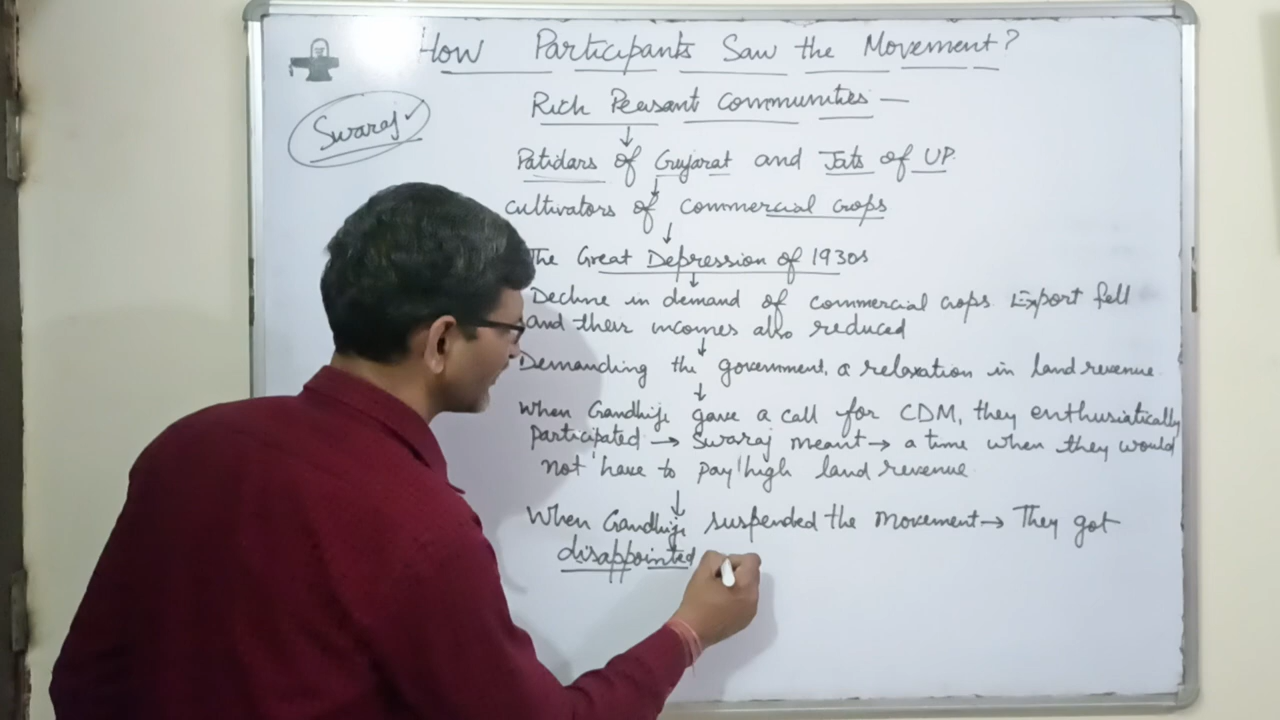 How Participants Saw the Movement?
Swaraj ✓
Rich Peasant Communities —
↓
Patidars of Gujarat and Jats of UP.
↓
cultivators of commercial crops
↓
The Great Depression of 1930s
↓
Decline in demand of commercial crops Export fell
and their incomes also reduced
↓
Demanding the government, a relaxation in land revenue
↓
When Gandhiji gave a call for CDM, they enthusiatically
participated → Swaraj meant → a time when they would
not have to pay high land revenue
↓
When Gandhiji suspended the movement → They got
disappointed